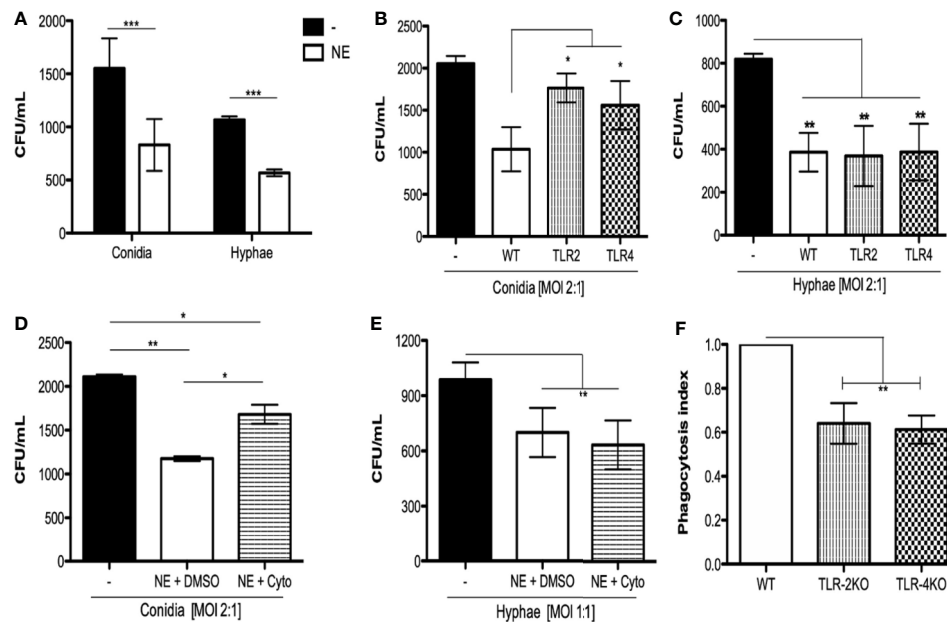 A
CFU/mL
2000
1500
1000
500
0
***
***
-
NE
Conidia
Hyphae
B
CFU/mL
2500
2000
1500
1000
500
0
*
*
-
WT
TLR2
TLR4
Conidia [MOI 2:1]
C
CFU/mL
1000
800
600
400
200
0
**
**
**
-
WT
TLR2
TLR4
Hyphae [MOI 2:1]
D
CFU/mL
2500
2000
1500
1000
500
0
*
**
*
-
NE + DMSO
NE + Cyto
Conidia [MOI 2:1]
E
CFU/mL
1200
900
600
300
0
**
-
NE + DMSO
NE + Cyto
Hyphae [MOI 1:1]
F
Phagocytosis index
1.0
0.8
0.6
0.4
0.2
0.0
**
WT
TLR-2KO
TLR-4KO